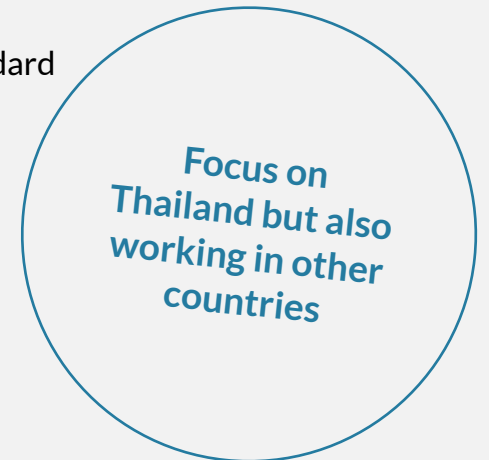 dard
Focus on
Thailand but also
working in other
countries